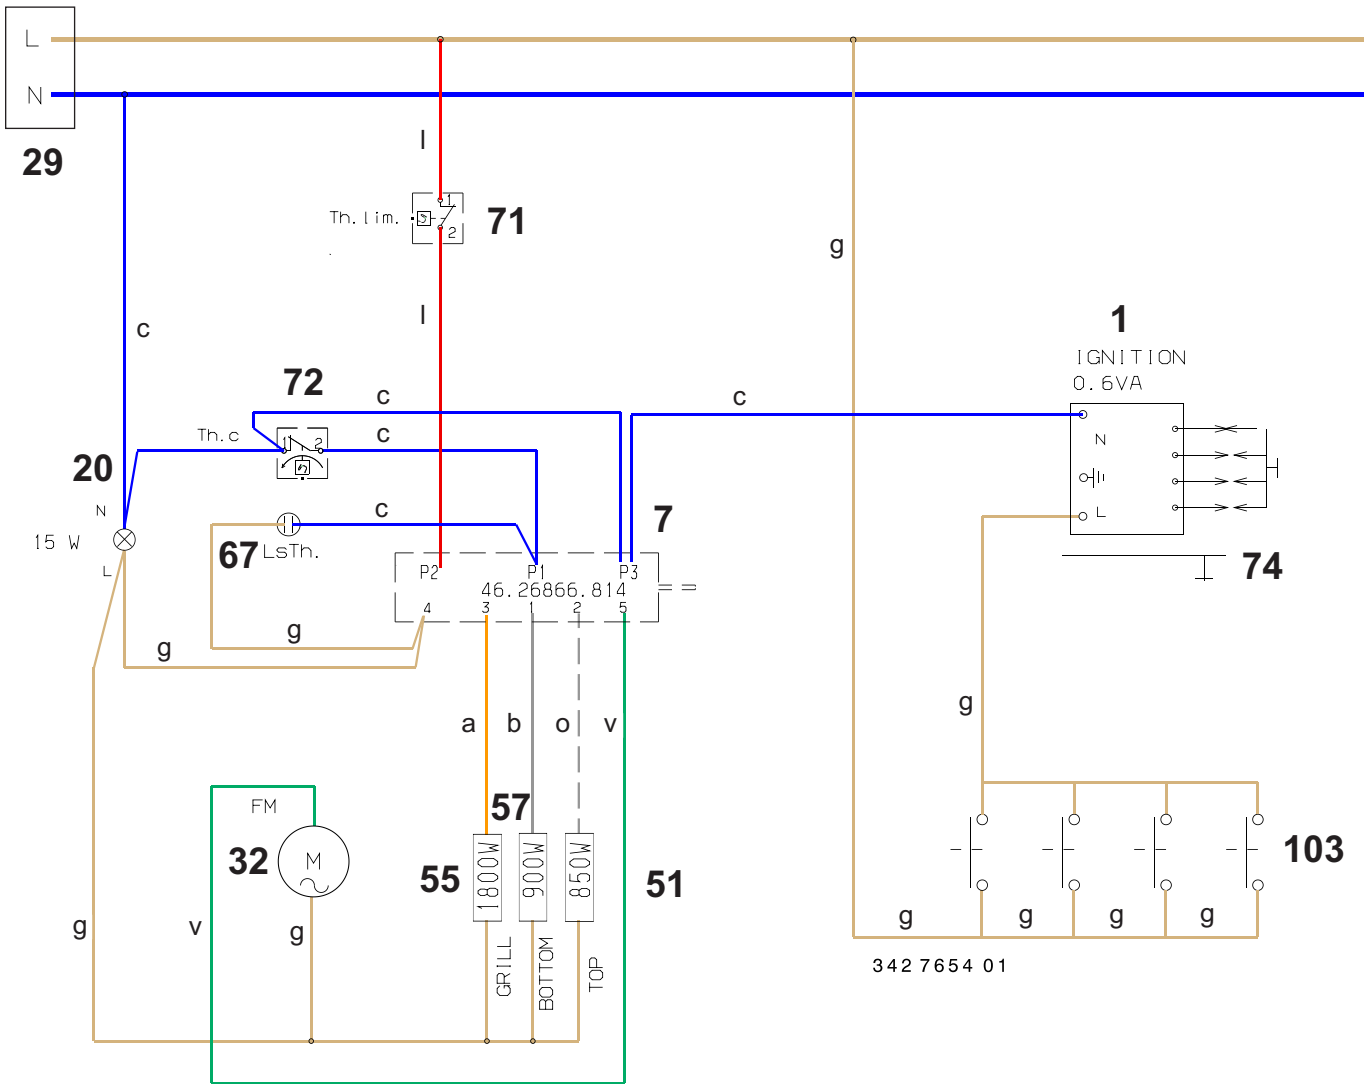 L
N
29
l
Th.lim.
1
2
71
l
g
c
1
IGNITION
0.6VA
72
c
c
c
Th.c
1
2
20
N
L
15 W
N
L
c
67
LsTh.
7
74
P2
P1
P3
46.26866.814
4
3
1
2
5
g
g
a
b
o
v
g
FM
M
32
57
55
51
1800W
900W
850W
103
g
v
g
g
g
g
g
GRILL
BOTTOM
TOP
342 7654 01